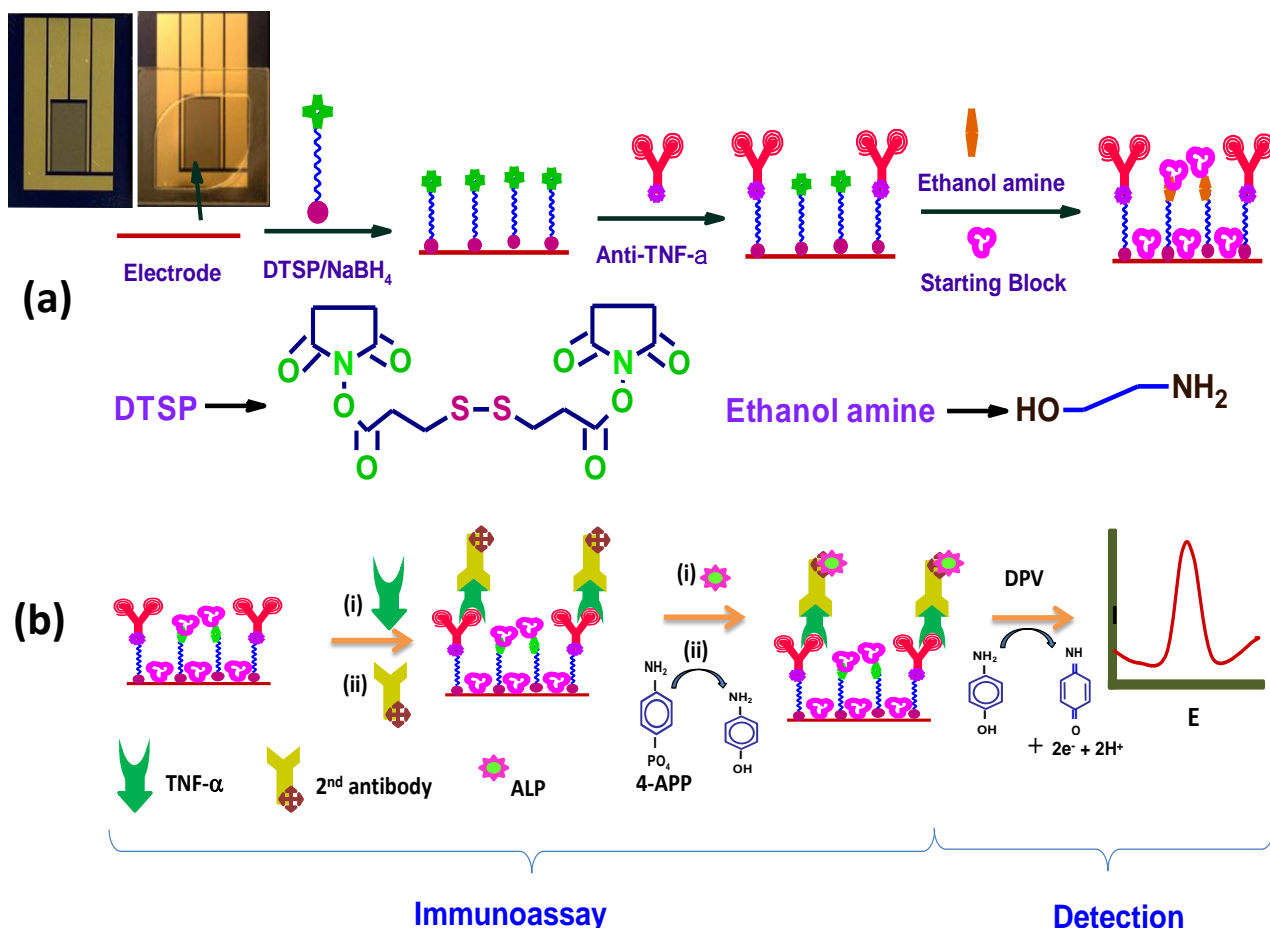 (a)
Electrode
DTSP/NaBH4
Anti-TNF-a
Ethanol amine
Starting Block
DTSP
O
N
O
O
O
S
S
O
O
N
O
O
Ethanol amine
HO
NH2
(b)
(i)
(ii)
(i)
(ii)
NH2
PO4
4-APP
NH2
OH
DPV
NH2
OH
NH
O
+ 2e- + 2H+
I
E
TNF-α
2nd antibody
ALP
Immunoassay
Detection